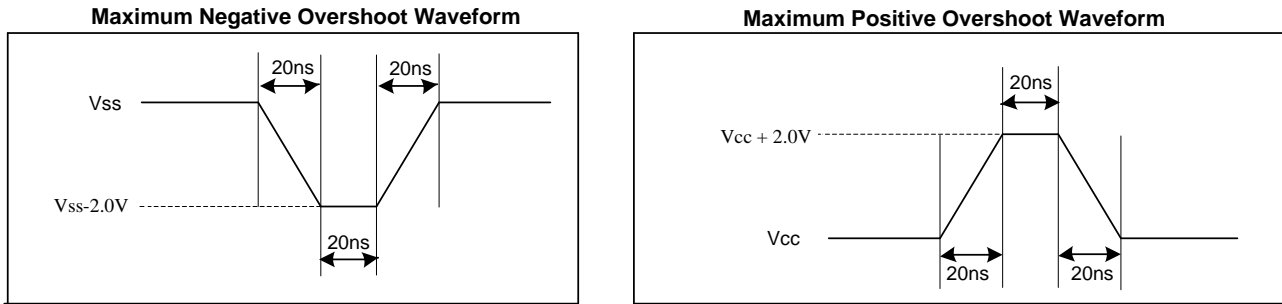 Maximum Negative Overshoot Waveform
20ns
20ns
Vss
Vss-2.0V
20ns
Maximum Positive Overshoot Waveform
20ns
Vcc + 2.0V
Vcc
20ns
20ns